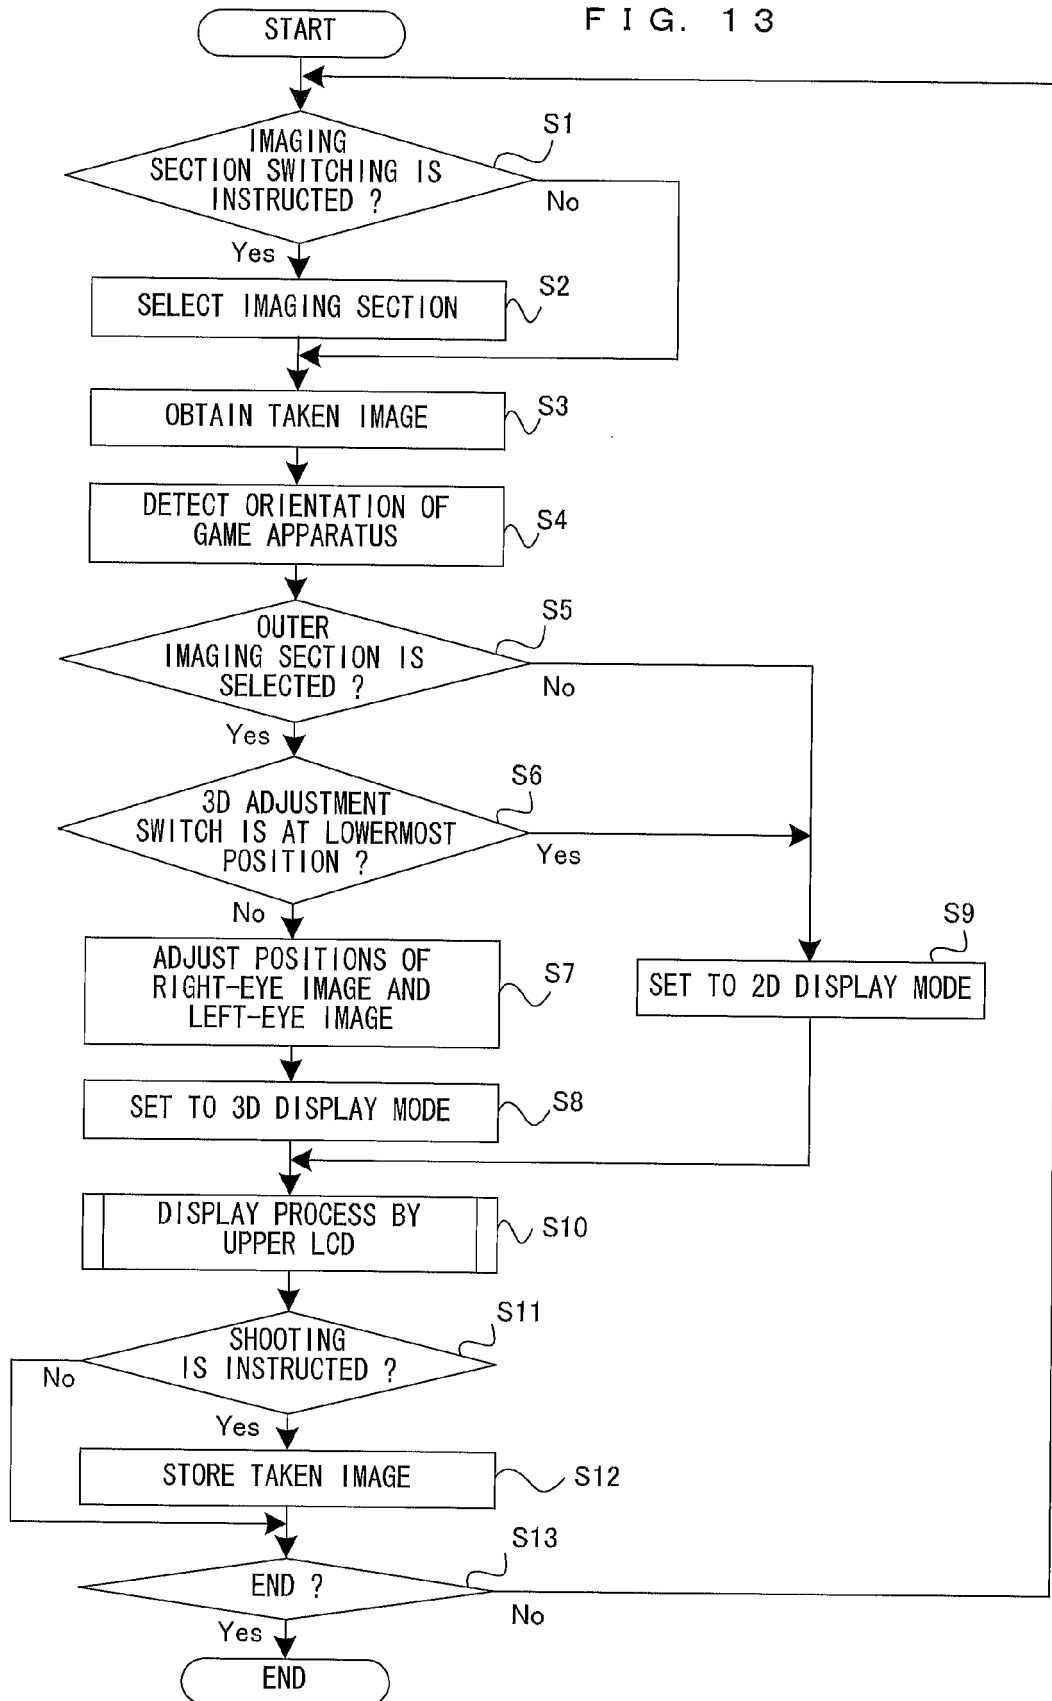 FIG. 13
START
IMAGING
SECTION SWITCHING IS
INSTRUCTED ?
S1
No
Yes
SELECT IMAGING SECTION
S2
OBTAIN TAKEN IMAGE
S3
DETECT ORIENTATION OF
GAME APPARATUS
S4
OUTER
IMAGING SECTION IS
SELECTED ?
S5
No
Yes
3D ADJUSTMENT
SWITCH IS AT LOWERMOST
POSITION ?
S6
Yes
No
ADJUST POSITIONS OF
RIGHT-EYE IMAGE AND
LEFT-EYE IMAGE
S7
S9
SET TO 2D DISPLAY MODE
SET TO 3D DISPLAY MODE
S8
DISPLAY PROCESS BY
UPPER LCD
S10
SHOOTING
IS INSTRUCTED ?
S11
No
Yes
STORE TAKEN IMAGE
S12
END ?
S13
No
Yes
END